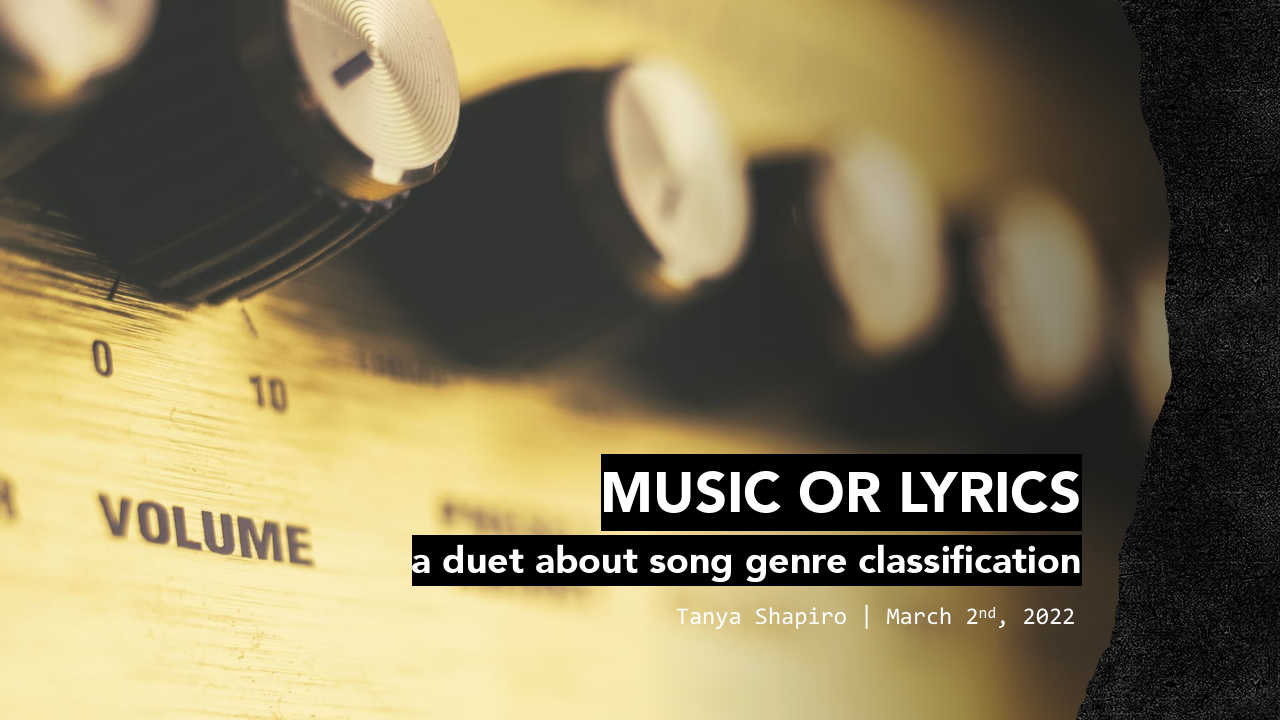 0
10
VOLUME
MUSIC OR LYRICS
a duet about song genre classification
Tanya Shapiro | March 2nd, 2022